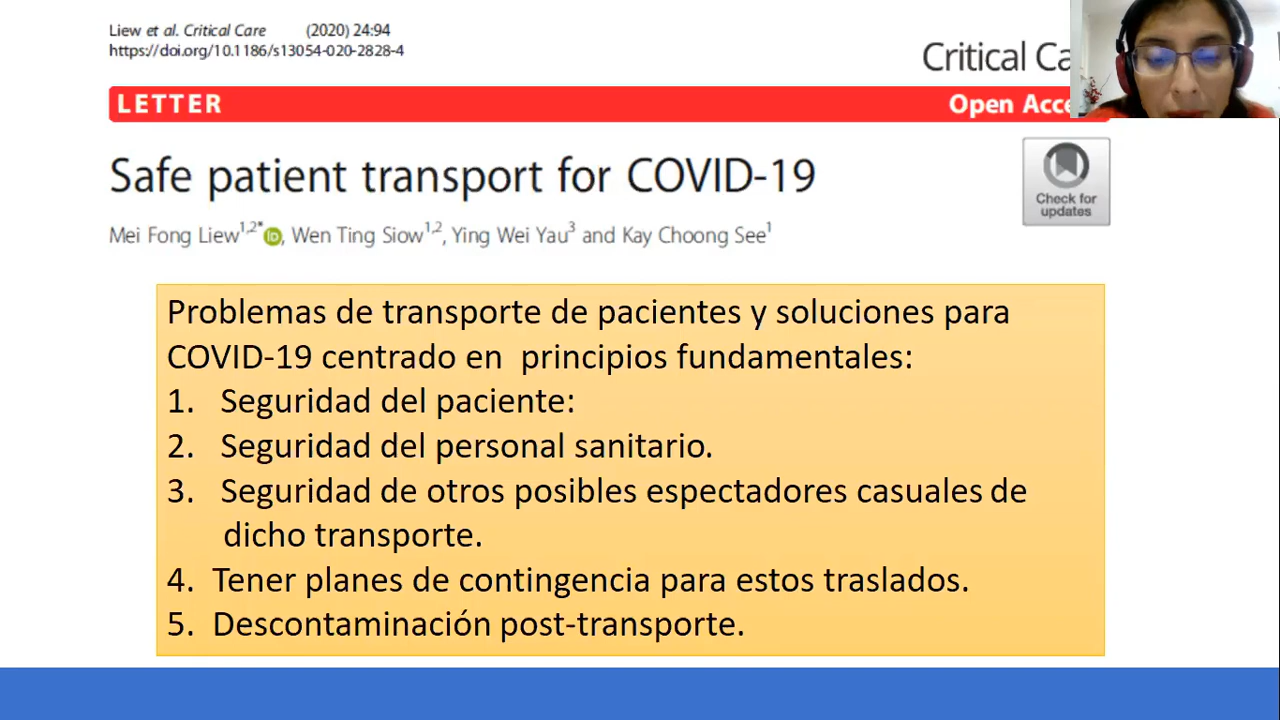 Liew et al. Critical Care (2020) 24:94
https://doi.org/10.1186/s13054-020-2828-4
Critical
LETTER
Open
Safe patient transport for COVID-19
Check for
updates
Mei Fong Liew1,2*, Wen Ting Siow1,2, Ying Wei Yau3 and Kay Choong See1
Problemas de transporte de pacientes y soluciones para
COVID-19 centrado en principios fundamentales:
1. Seguridad del paciente:
2. Seguridad del personal sanitario.
3. Seguridad de otros posibles espectadores casuales de
dicho transporte.
4. Tener planes de contingencia para estos traslados.
5. Descontaminación post-transporte.